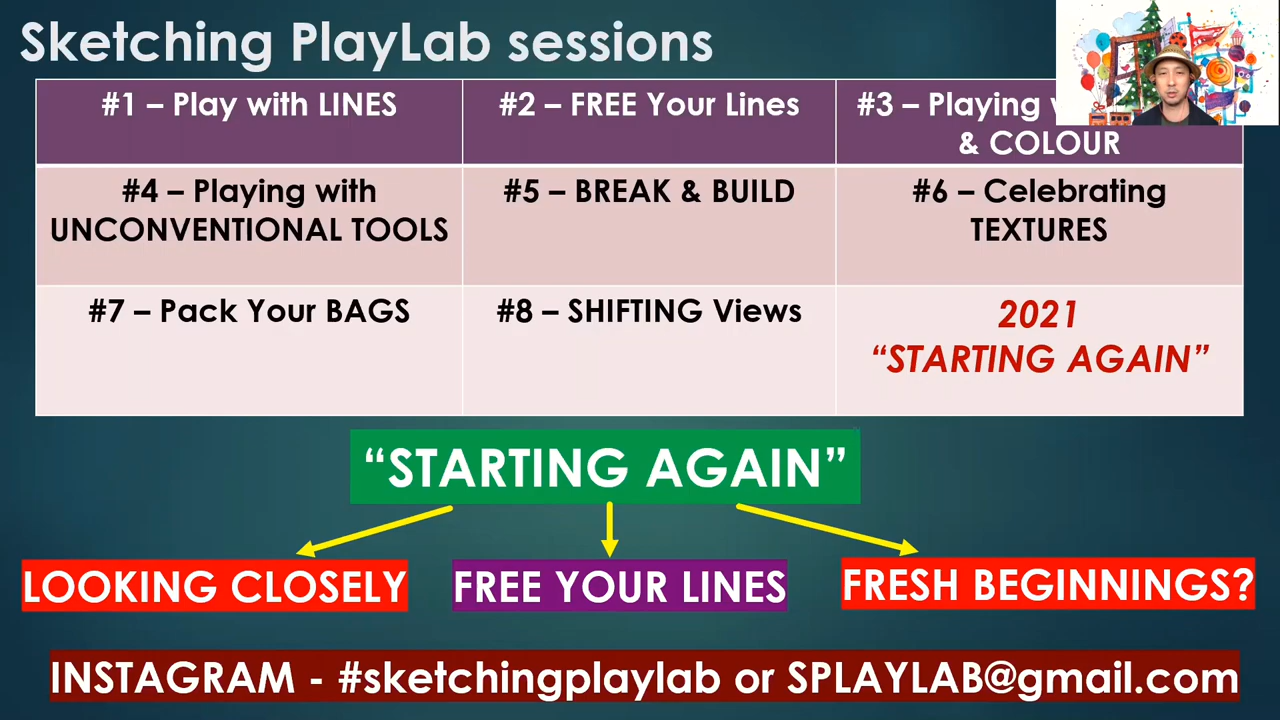 Sketching PlayLab sessions
#1 – Play with LINES
#2 – FREE Your Lines
#3 – Playing
& COLOUR
#4 – Playing with
UNCONVENTIONAL TOOLS
#5 – BREAK & BUILD
#6 – Celebrating
TEXTURES
#7 – Pack Your BAGS
#8 – SHIFTING Views
2021
“STARTING AGAIN”
“STARTING AGAIN”
LOOKING CLOSELY
FREE YOUR LINES
FRESH BEGINNINGS?
INSTAGRAM - #sketchingplaylab or SPLAYLAB@gmail.com